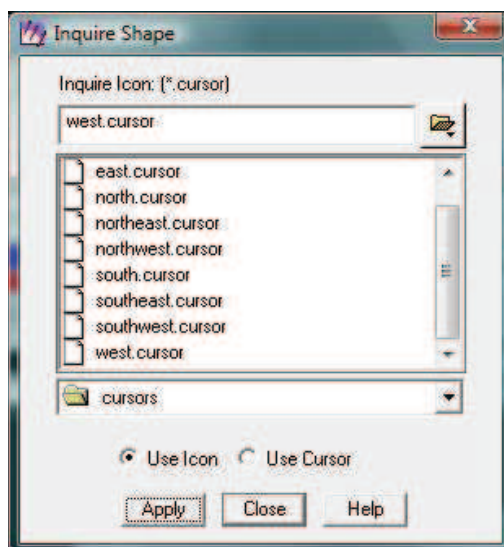 Inquire Shape
Inquire Icon: (*.cursor)
west.cursor
east.cursor
north.cursor
northeast.cursor
northwest.cursor
south.cursor
southeast.cursor
southwest.cursor
west.cursor
cursors
Use Icon Use Cursor
Apply Close Help